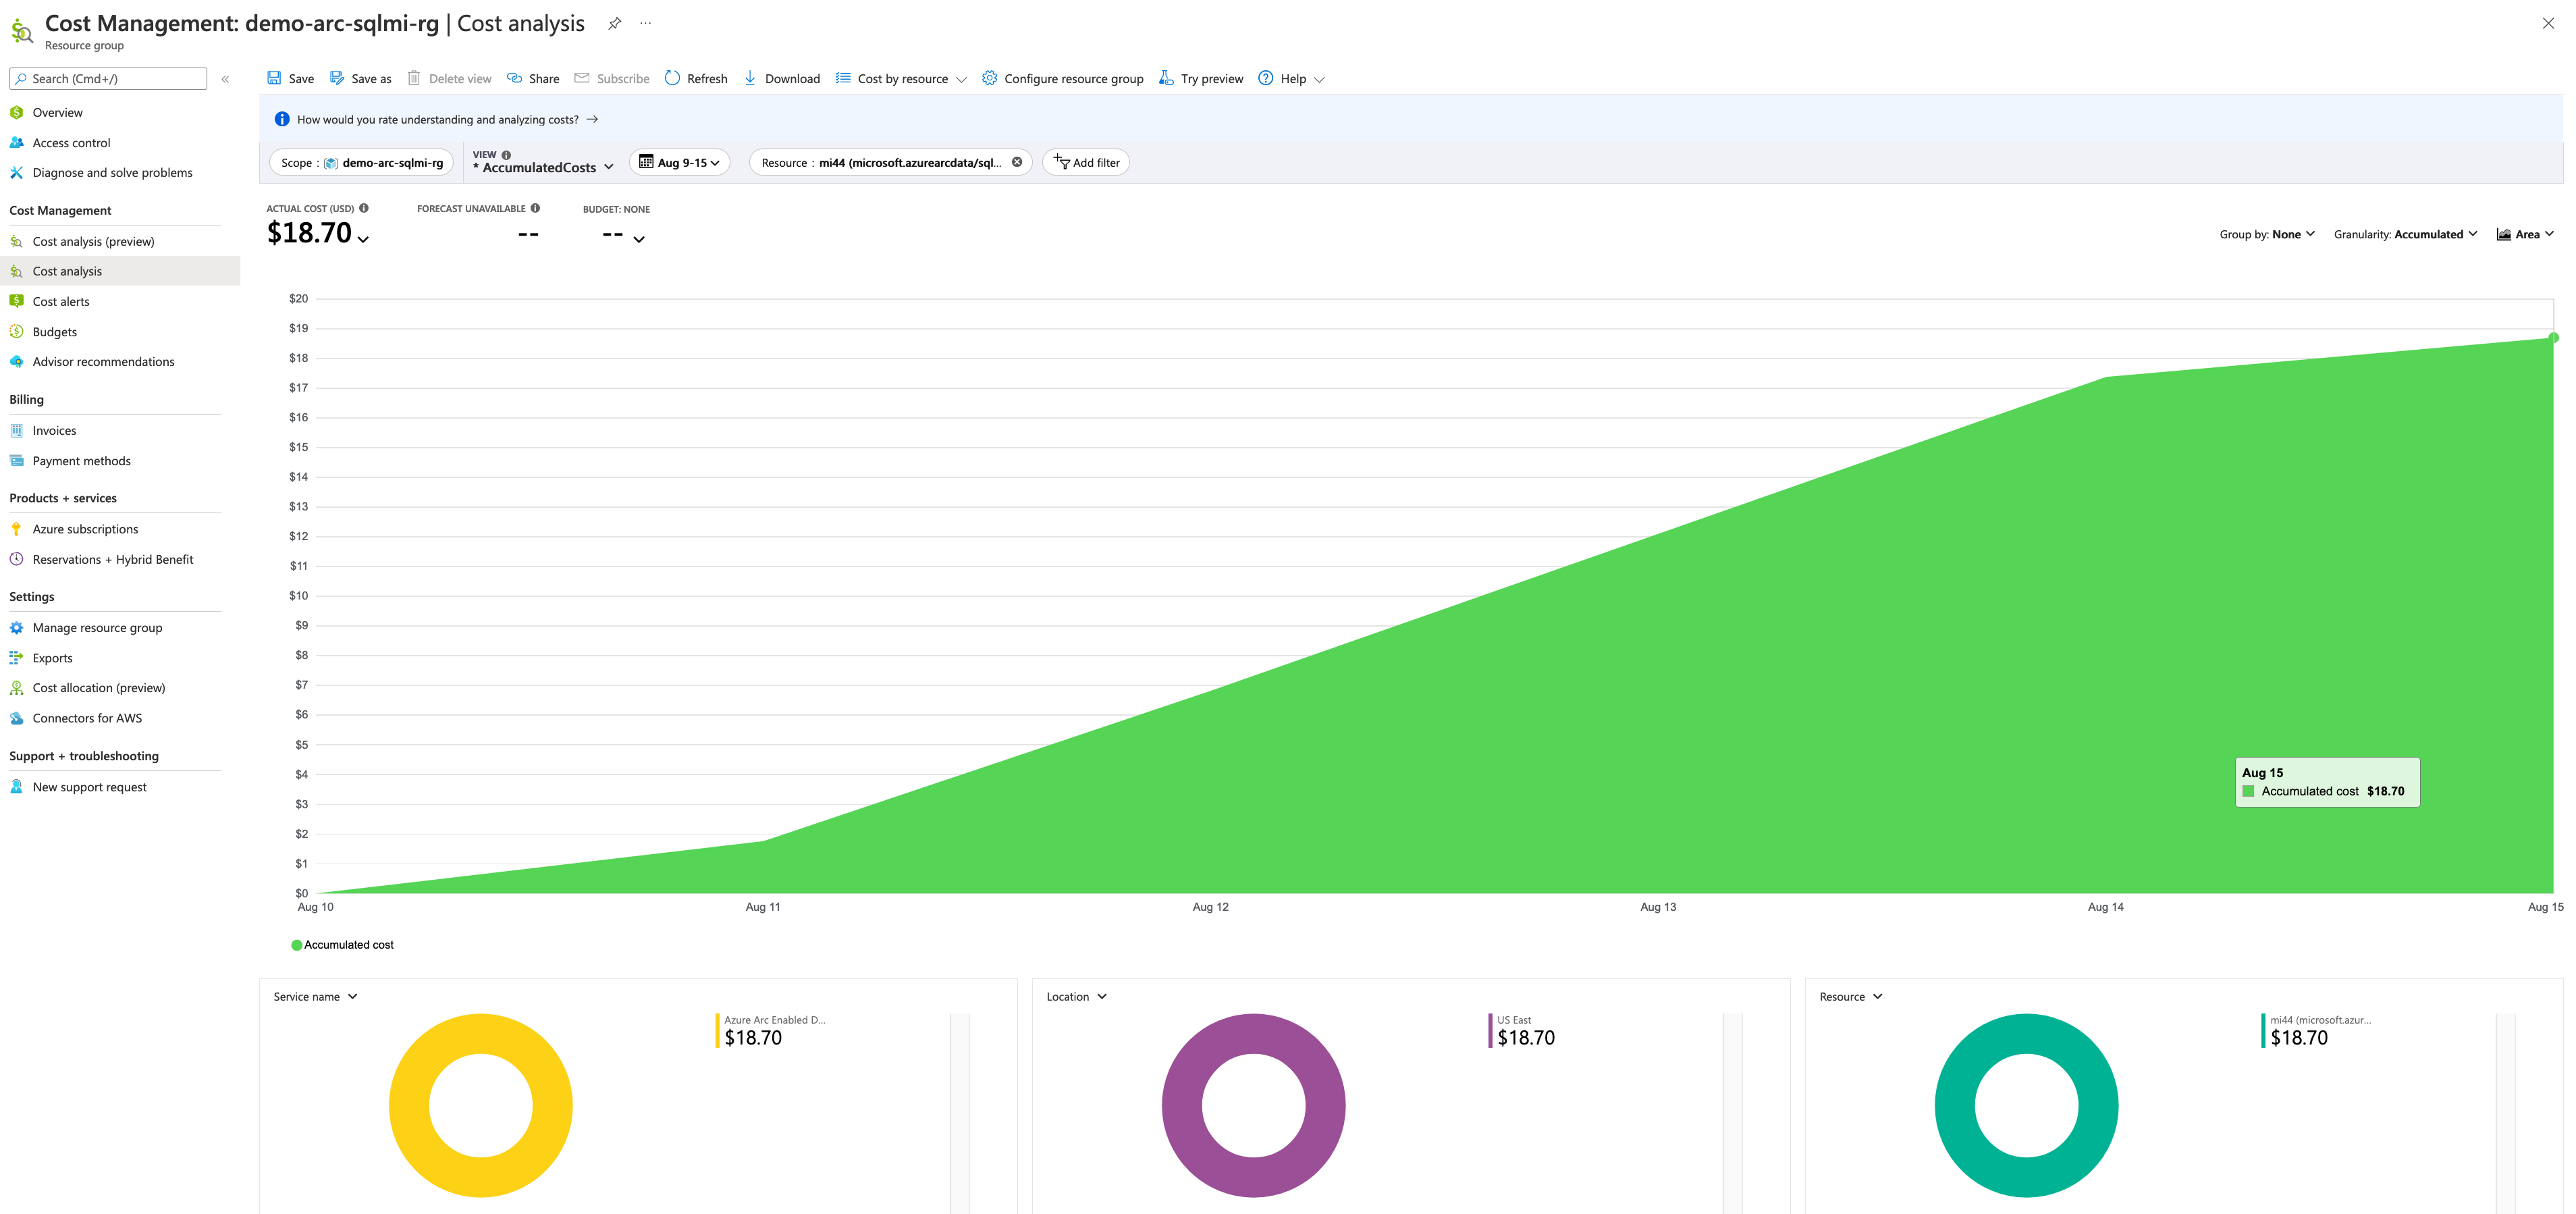 Cost Management: demo-arc-sqlmi-rg | Cost analysis
Resource group
Search (Cmd+/)
Save
Save as
Delete view
Share
Subscribe
Refresh
Download
Cost by resource
Configure resource group
Try preview
Help
Overview
Access control
Diagnose and solve problems
Cost Management
Cost analysis (preview)
Cost analysis
Cost alerts
Budgets
Advisor recommendations
Billing
Invoices
Payment methods
Products + services
Azure subscriptions
Reservations + Hybrid Benefit
Settings
Manage resource group
Exports
Cost allocation (preview)
Connectors for AWS
Support + troubleshooting
New support request
How would you rate understanding and analyzing costs? →
Scope : demo-arc-sqlmi-rg
VIEW
* AccumulatedCosts
Aug 9-15
Resource : mi44 (microsoft.azurearcdata/sql...
Add filter
ACTUAL COST (USD)
$18.70
FORECAST UNAVAILABLE
--
BUDGET: NONE
--
Group by: None
Granularity: Accumulated
Area
$20
$19
$18
$17
$16
$15
$14
$13
$12
$11
$10
$9
$8
$7
$6
$5
$4
$3
$2
$1
$0
Aug 10
Aug 11
Aug 12
Aug 13
Aug 14
Aug 15
Aug 15
Accumulated cost $18.70
Accumulated cost
Service name
Azure Arc Enabled D...
$18.70
Location
US East
$18.70
Resource
mi44 (microsoft.azur...
$18.70